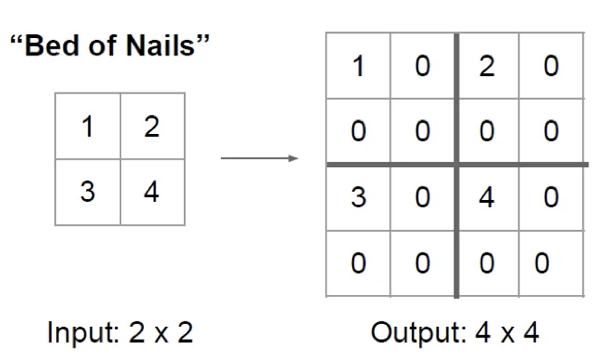 “Bed of Nails”
1 2
3 4
1 0 2 0
0 0 0 0
3 0 4 0
0 0 0 0
Input: 2 x 2
Output: 4 x 4